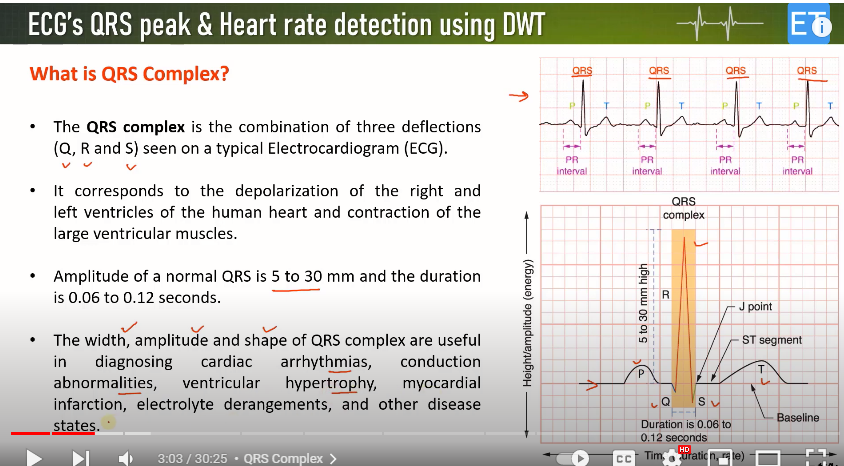 ECG's QRS peak & Heart rate detection using DWT
ET
What is QRS Complex?
• The QRS complex is the combination of three deflections
(Q, R and S) seen on a typical Electrocardiogram (ECG).
• It corresponds to the depolarization of the right and
left ventricles of the human heart and contraction of the
large ventricular muscles.
• Amplitude of a normal QRS is 5 to 30 mm and the duration
is 0.06 to 0.12 seconds.
• The width, amplitude and shape of QRS complex are useful
in diagnosing cardiac arrhythmias, conduction
abnormalities, ventricular hypertrophy, myocardial
infarction, electrolyte derangements, and other disease
states.
QRS QRS QRS QRS
P T P T P T P T
PR PR PR PR
interval interval interval interval
QRS
complex
Height/amplitude (energy)
5 to 30 mm high
R
J point
ST segment
P
T
Q
S
Baseline
Duration is 0.06 to
0.12 seconds
3:03 / 30:25 • QRS Complex
CC
HD